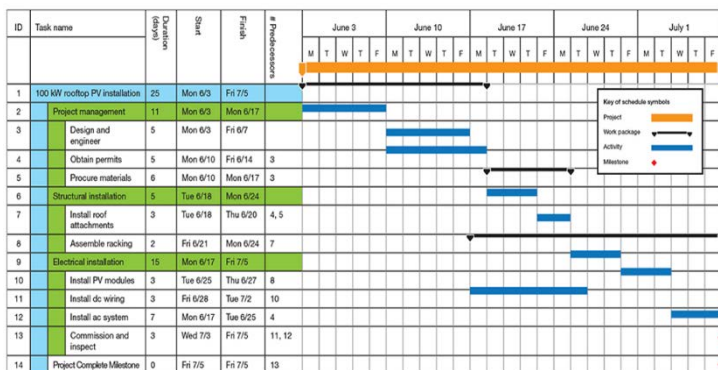 ID Task name Duration (days) Start Finish # Predecessors June 3 June 10 June 17 June 24 July 1
M T W T F M T W T F M T W T F M T W T F M T W T F
1 100 kW rooftop PV installation 25 Mon 6/3 Fri 7/5
2 Project management 11 Mon 6/3 Mon 6/17
3 Design and engineer 5 Mon 6/3 Fri 6/7
4 Obtain permits 5 Mon 6/10 Fri 6/14 3
5 Procure materials 6 Mon 6/10 Mon 6/17 3
6 Structural installation 5 Tue 6/18 Mon 6/24
7 Install roof attachments 3 Tue 6/18 Thu 6/20 4, 5
8 Assemble racking 2 Fri 6/21 Mon 6/24 7
9 Electrical installation 15 Mon 6/17 Fri 7/5
10 Install PV modules 3 Tue 6/25 Thu 6/27 8
11 Install dc wiring 3 Fri 6/28 Tue 7/2 10
12 Install ac system 7 Mon 6/17 Tue 6/25 4
13 Commission and inspect 3 Wed 7/3 Fri 7/5 11, 12
14 Project Complete Milestone 0 Fri 7/5 Fri 7/5 13
Key of schedule symbols
Project
Work package
Activity
Milestone